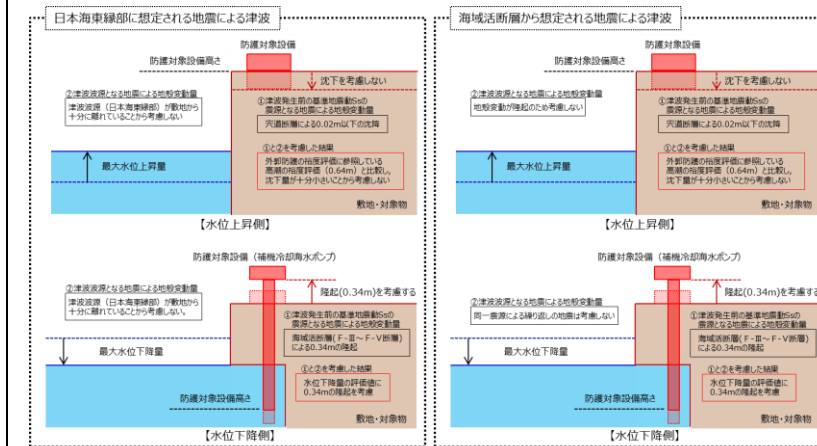 日本海東縁部に想定される地震による津波
防護対象設備
防護対象設備高さ
沈下を考慮しない
②津波波源となる地震による地殻変動量
津波波源(日本海東縁部)が敷地から
十分に離れていることから考慮しない
①津波発生前の基準地震動Ssの
震源となる地震による地殻変動量
宍道断層による0.02m以下の沈降
最大水位上昇量
①と②を考慮した結果
外郭防護の裕度評価に参照している
高潮の裕度評価(0.64m)と比較し、
沈下量が十分小さいことから考慮しない
敷地・対象物
【水位上昇側】
防護対象設備(補機冷却海水ポンプ)
隆起(0.34m)を考慮する
②津波波源となる地震による地殻変動量
津波波源(日本海東縁部)が敷地から
十分に離れていることから考慮しない。
①津波発生前の基準地震動Ssの
震源となる地震による地殻変動量
海域活断層(F-Ⅲ~F-Ⅴ断層)
による0.34mの隆起
最大水位下降量
①と②を考慮した結果
水位下降量の評価値に
0.34mの隆起を考慮
防護対象設備高さ
敷地・対象物
【水位下降側】
海域活断層から想定される地震による津波
防護対象設備
防護対象設備高さ
沈下を考慮しない
②津波波源となる地震による地殻変動量
地殻変動が隆起のため考慮しない
①津波発生前の基準地震動Ssの
震源となる地震による地殻変動量
宍道断層による0.02m以下の沈降
最大水位上昇量
①と②を考慮した結果
外郭防護の裕度評価に参照している
高潮の裕度評価(0.64m)と比較し、
沈下量が十分小さいことから考慮しない
敷地・対象物
【水位上昇側】
防護対象設備(補機冷却海水ポンプ)
隆起(0.34m)を考慮する
②津波波源となる地震による地殻変動量
同一震源による繰り返しの地震は考慮しない
①津波発生前の基準地震動Ssの
震源となる地震による地殻変動量
海域活断層(F-Ⅲ~F-Ⅴ断層)
による0.34mの隆起
最大水位下降量
①と②を考慮した結果
水位下降量の評価値に
0.34mの隆起を考慮
防護対象設備高さ
敷地・対象物
【水位下降側】